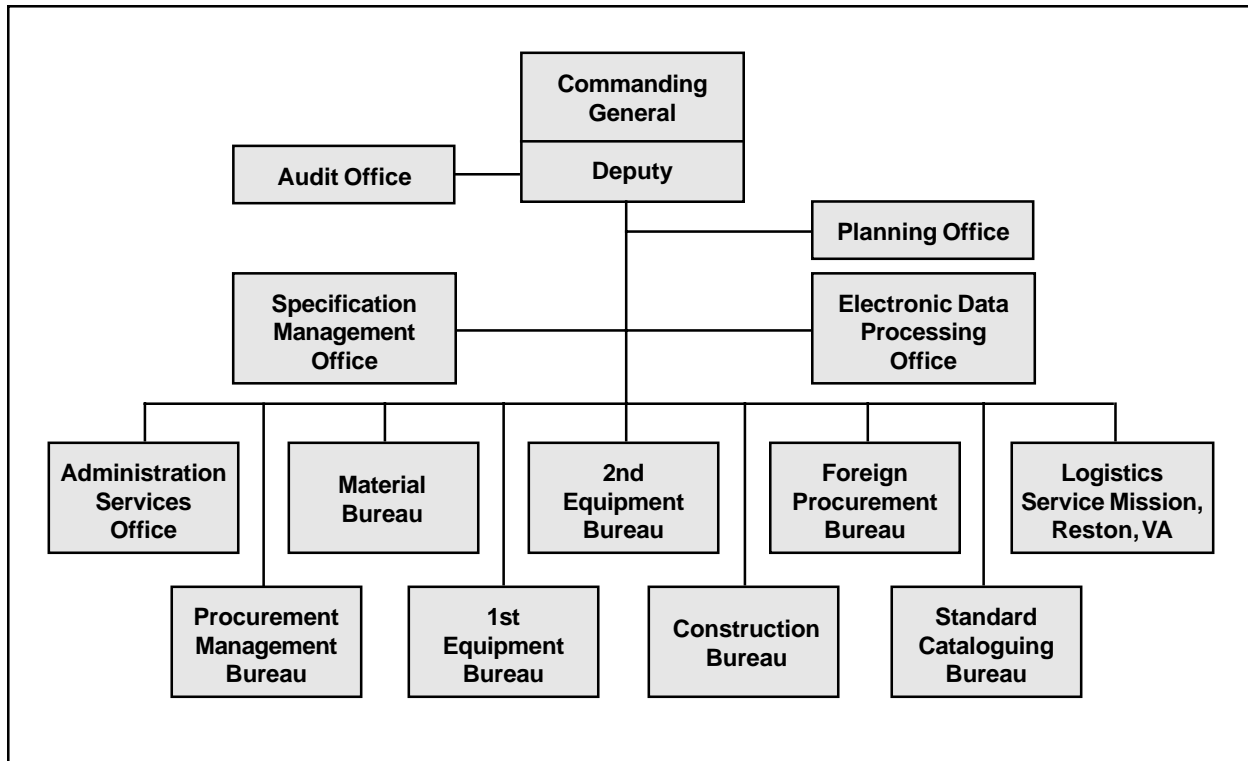 Commanding
General
Deputy
Audit Office
Planning Office
Specification
Management
Office
Electronic Data
Processing
Office
Administration
Services
Office
Material
Bureau
2nd
Equipment
Bureau
Foreign
Procurement
Bureau
Logistics
Service Mission,
Reston, VA
Procurement
Management
Bureau
1st
Equipment
Bureau
Construction
Bureau
Standard
Cataloguing
Bureau